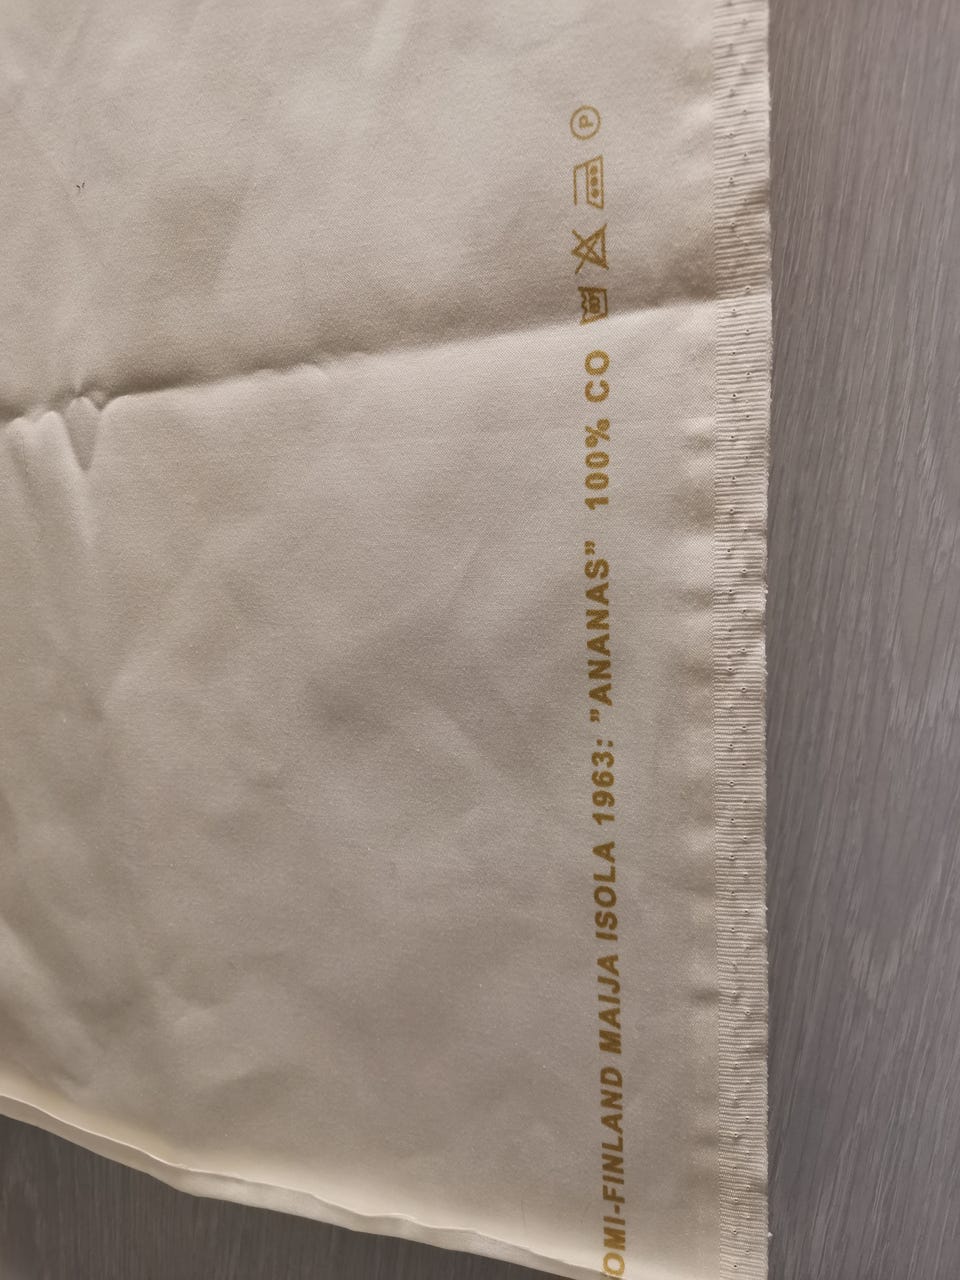 OMI-FINLAND MAIJA ISOLA 1963: ”ANANAS” 100% CO